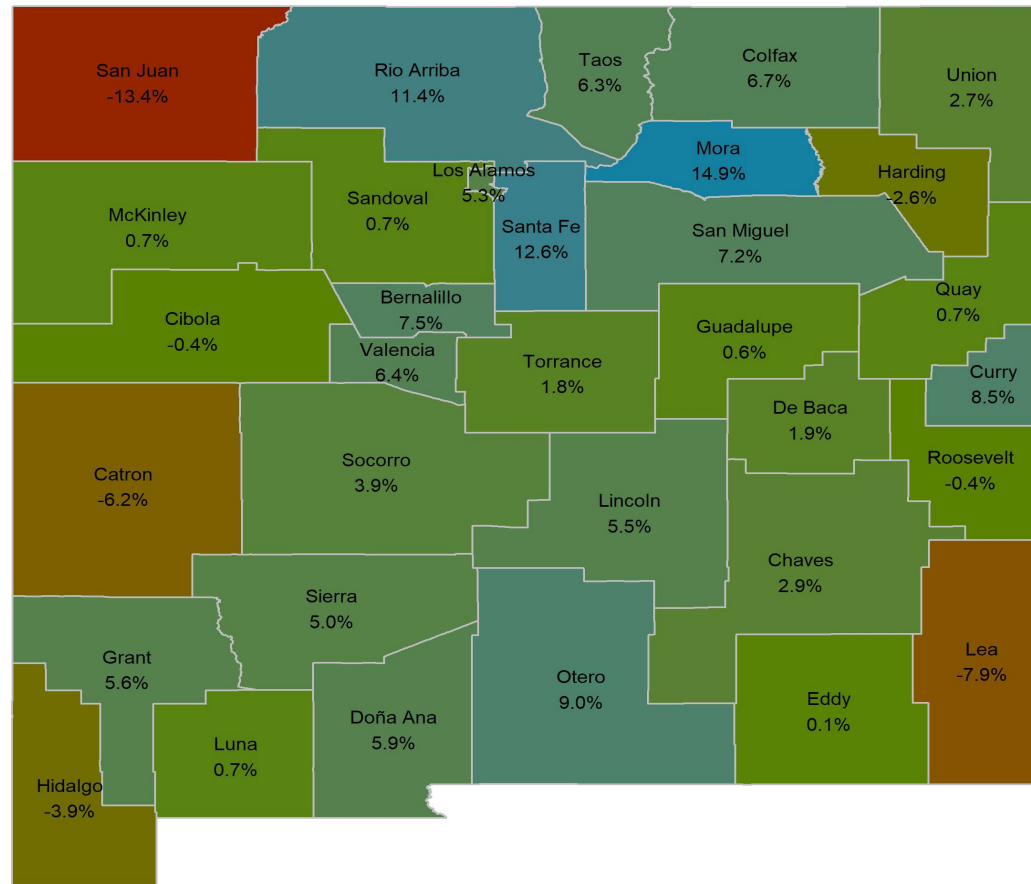 San Juan
-13.4%
Rio Arriba
11.4%
Taos
6.3%
Colfax
6.7%
Union
2.7%
Mora
14.9%
Harding
-2.6%
Los Alamos
5.3%
Sandoval
0.7%
McKinley
0.7%
Santa Fe
12.6%
San Miguel
7.2%
Quay
0.7%
Bernalillo
7.5%
Cibola
-0.4%
Guadalupe
0.6%
Valencia
6.4%
Torrance
1.8%
Curry
8.5%
De Baca
1.9%
Roosevelt
-0.4%
Catron
-6.2%
Socorro
3.9%
Lincoln
5.5%
Chaves
2.9%
Sierra
5.0%
Grant
5.6%
Otero
9.0%
Lea
-7.9%
Eddy
0.1%
Doña Ana
5.9%
Luna
0.7%
Hidalgo
-3.9%